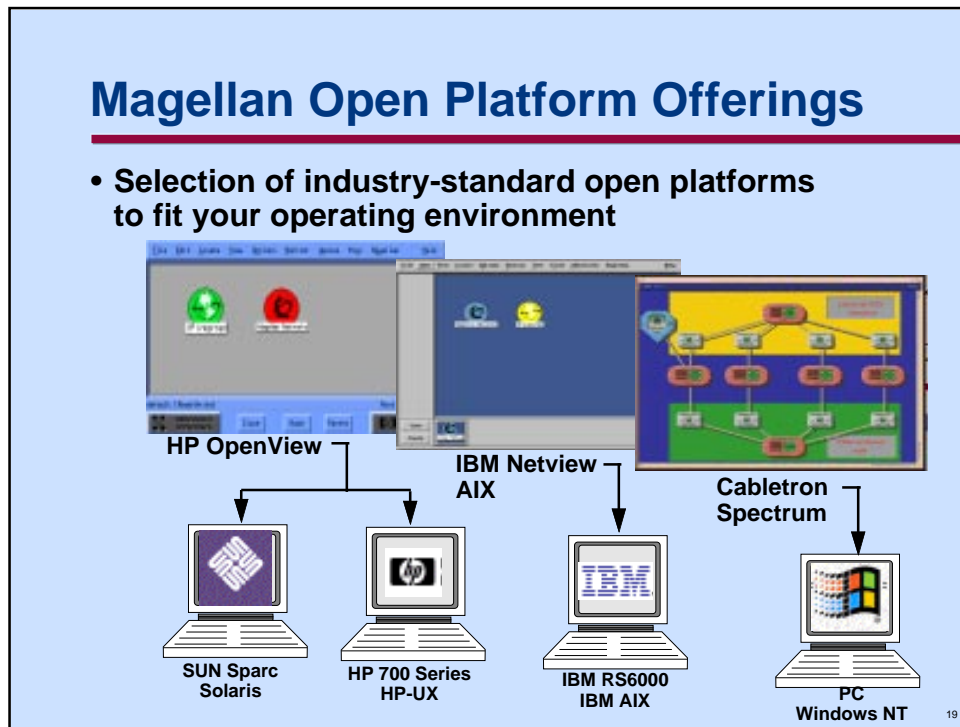 Magellan Open Platform Offerings
• Selection of industry-standard open platforms
to fit your operating environment
HP OpenView
IBM Netview
AIX
Cabletron
Spectrum
IBM
SUN Sparc
Solaris
HP 700 Series
HP-UX
IBM RS6000
IBM AIX
PC
Windows NT
19